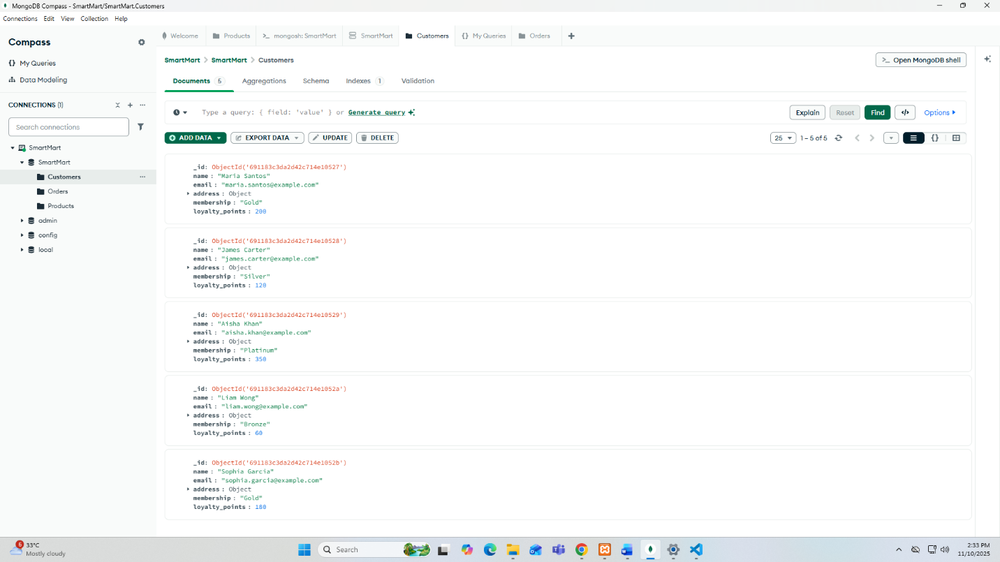 MongoDB Compass - SmartMart/SmartMart.Customers
Connections Edit View Collection Help
Compass
My Queries
Data Modeling
CONNECTIONS (1)
Search connections
SmartMart
SmartMart
Customers
Orders
Products
admin
config
local
Welcome Products >_ mongosh: SmartMart SmartMart Customers {} My Queries Orders
SmartMart > SmartMart > Customers
>_ Open MongoDB shell
Documents 5 Aggregations Schema Indexes 1 Validation
Type a query: { field: 'value' } or Generate query
Explain Reset Find </> Options
ADD DATA EXPORT DATA UPDATE DELETE
25 1 – 5 of 5 {}
_id: ObjectId('691183c3da2d42c714e10527')
name : "Maria Santos"
email : "maria.santos@example.com"
address : Object
membership : "Gold"
loyalty_points : 200
_id: ObjectId('691183c3da2d42c714e10528')
name : "James Carter"
email : "james.carter@example.com"
address : Object
membership : "Silver"
loyalty_points : 120
_id: ObjectId('691183c3da2d42c714e10529')
name : "Aisha Khan"
email : "aisha.khan@example.com"
address : Object
membership : "Platinum"
loyalty_points : 350
_id: ObjectId('691183c3da2d42c714e1052a')
name : "Liam Wong"
email : "liam.wong@example.com"
address : Object
membership : "Bronze"
loyalty_points : 60
_id: ObjectId('691183c3da2d42c714e1052b')
name : "Sophia Garcia"
email : "sophia.garcia@example.com"
address : Object
membership : "Gold"
loyalty_points : 180
6
33°C
Mostly cloudy
Search
2:33 PM
11/10/2025